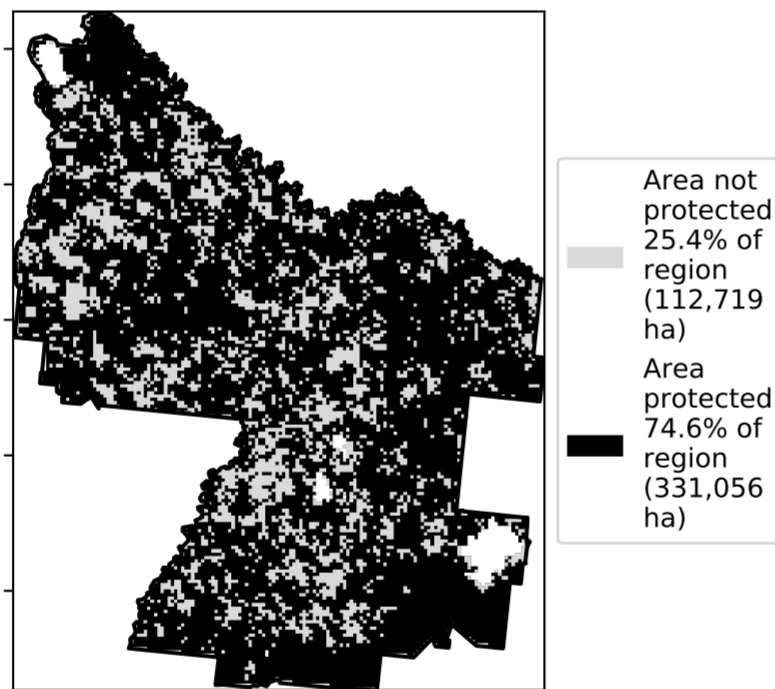 Area not
protected
25.4% of
region
(112,719
ha)
Area
protected
74.6% of
region
(331,056
ha)